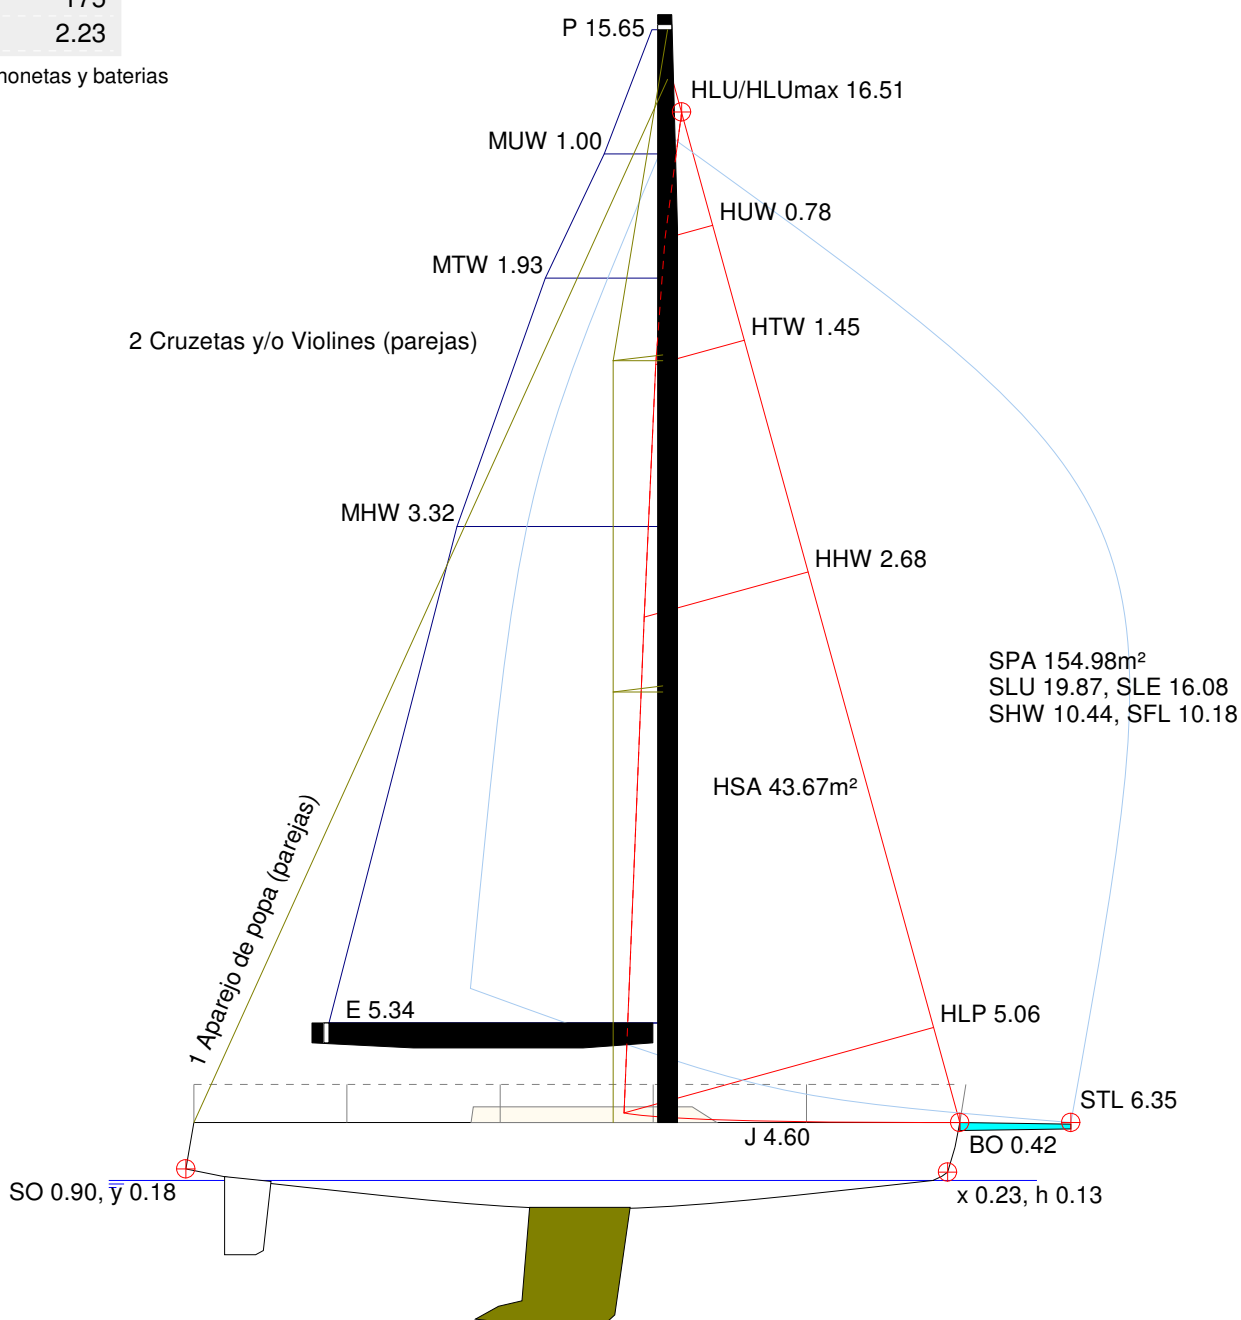 2.23
y baterias
P 15.65
HLU/HLUmax 16.51
MUW 1.00
HUW 0.78
MTW 1.93
HTW 1.45
2 Cruzetas y/o Violines (parejas)
MHW 3.32
HHW 2.68
SPA 154.98m²
SLU 19.87, SLE 16.08
SHW 10.44, SFL 10.18
HSA 43.67m²
1 Aparejo de popa (parejas)
E 5.34
HLP 5.06
STL 6.35
J 4.60
BO 0.42
SO 0.90, y̅ 0.18
x 0.23, h 0.13